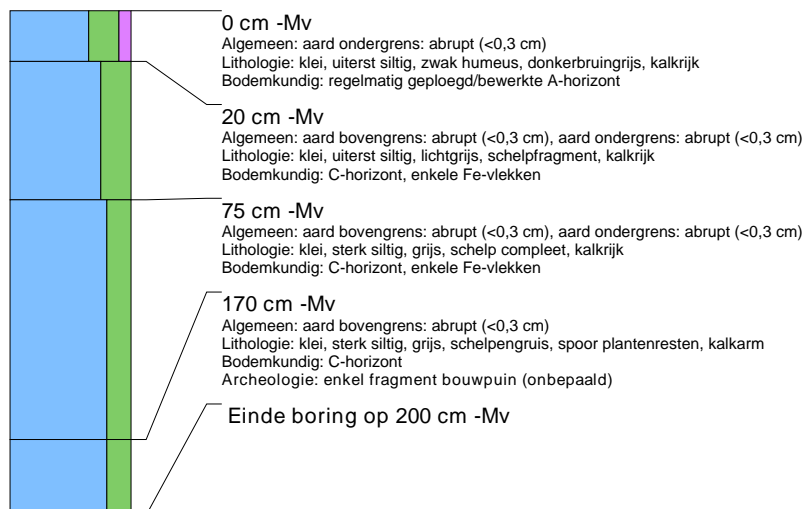 0 cm -Mv
Algemeen: aard ondergrens: abrupt (<0,3 cm)
Lithologie: klei, uiterst siltig, zwak humeus, donkerbruingrijs, kalkrijk
Bodemkundig: regelmatig geploegd/bewerkte A-horizont
20 cm -Mv
Algemeen: aard bovengrens: abrupt (<0,3 cm), aard ondergrens: abrupt (<0,3 cm)
Lithologie: klei, uiterst siltig, lichtgrijs, schelpfragment, kalkrijk
Bodemkundig: C-horizont, enkele Fe-vlekken
75 cm -Mv
Algemeen: aard bovengrens: abrupt (<0,3 cm), aard ondergrens: abrupt (<0,3 cm)
Lithologie: klei, sterk siltig, grijs, schelp compleet, kalkrijk
Bodemkundig: C-horizont, enkele Fe-vlekken
170 cm -Mv
Algemeen: aard bovengrens: abrupt (<0,3 cm)
Lithologie: klei, sterk siltig, grijs, schelpengruis, spoor plantenresten, kalkarm
Bodemkundig: C-horizont
Archeologie: enkel fragment bouwpuin (onbepaald)
Einde boring op 200 cm -Mv